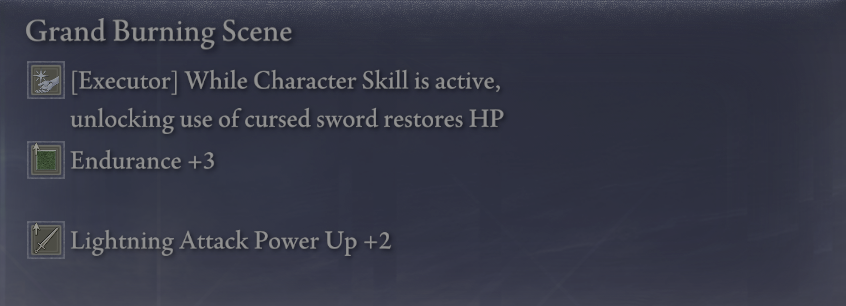 Grand Burning Scene
[Executor] While Character Skill is active,
unlocking use of cursed sword restores HP
Endurance +3
Lightning Attack Power Up +2